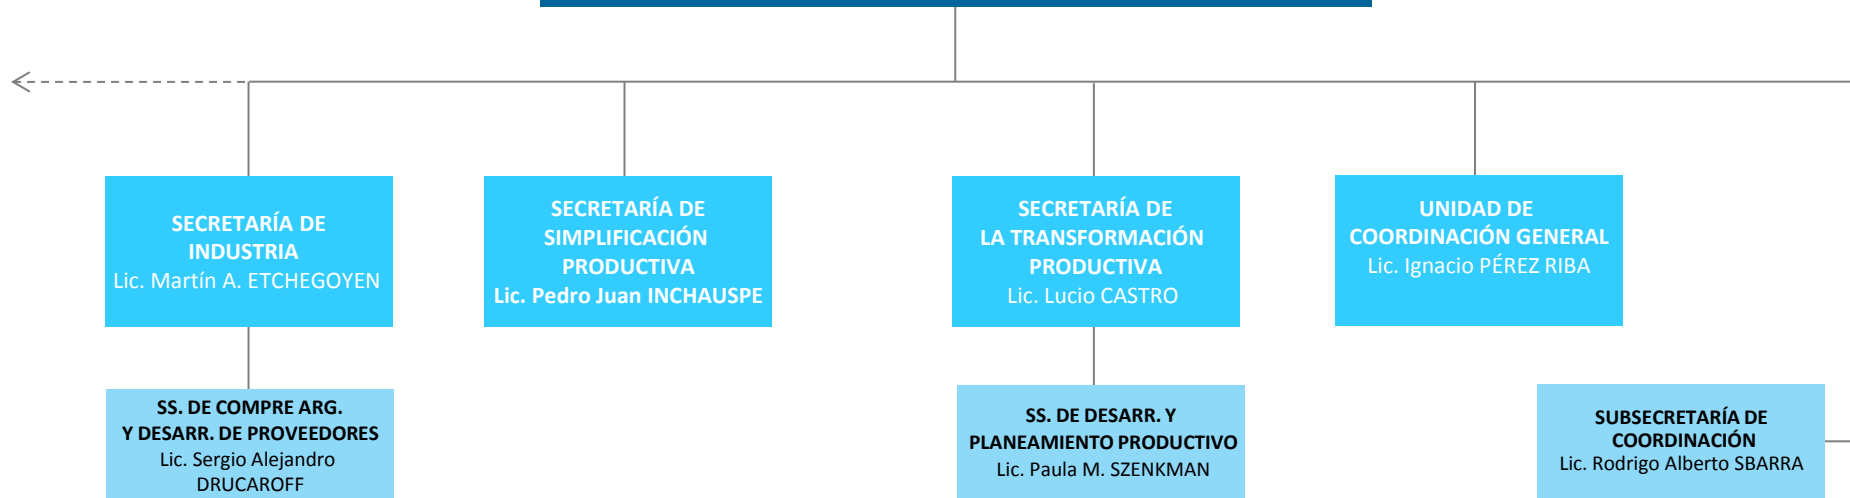 SECRETARÍA DE
INDUSTRIA
Lic. Martín A. ETCHEGOYEN
SECRETARÍA DE
SIMPLIFICACIÓN
PRODUCTIVA
Lic. Pedro Juan INCHAUSPE
SECRETARÍA DE
LA TRANSFORMACIÓN
PRODUCTIVA
Lic. Lucio CASTRO
UNIDAD DE
COORDINACIÓN GENERAL
Lic. Ignacio PÉREZ RIBA
SS. DE COMPRE ARG.
Y DESARR. DE PROVEEDORES
Lic. Sergio Alejandro
DRUCAROFF
SS. DE DESARR. Y
PLANEAMIENTO PRODUCTIVO
Lic. Paula M. SZENKMAN
SUBSECRETARÍA DE
COORDINACIÓN
Lic. Rodrigo Alberto SBARRA